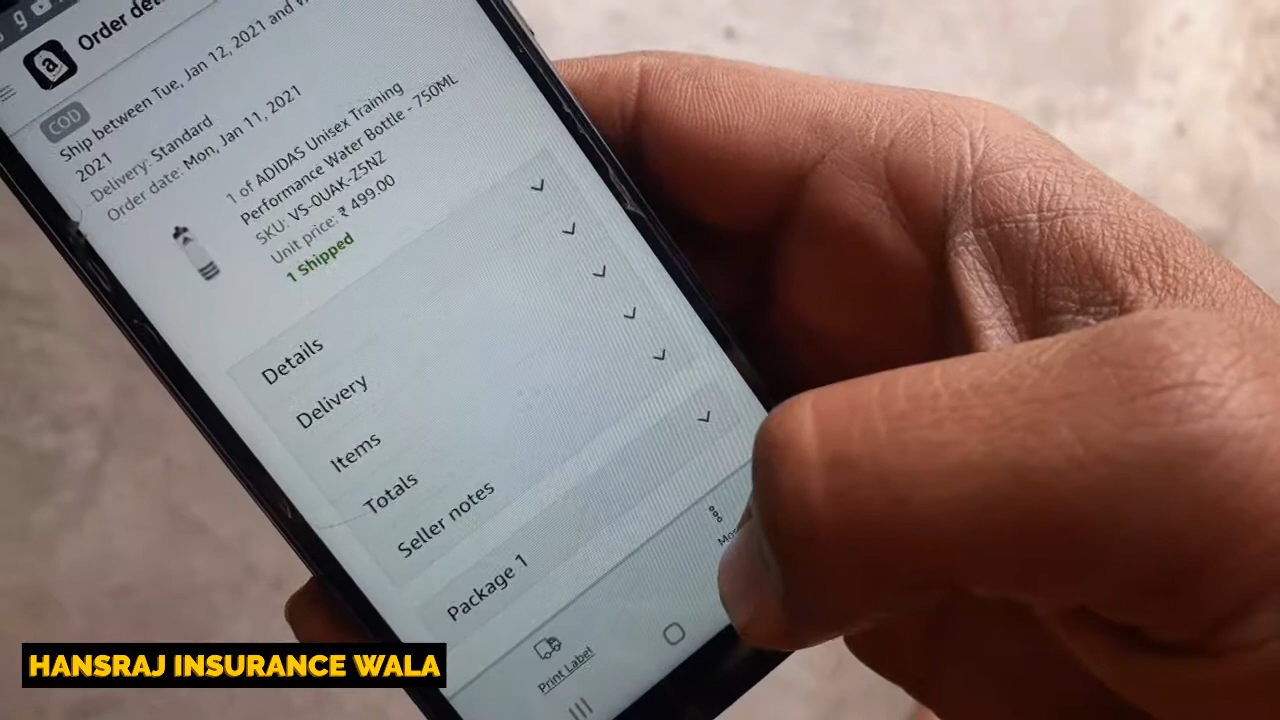 Order
COD
Ship between Tue, Jan 12, 2021 and
2021
Delivery: Standard
Order date: Mon, Jan 11, 2021
1 of ADIDAS Unisex Training
Performance Water Bottle - 750ML
SKU: VS-0UAK-Z5NZ
Unit price: ₹ 499.00
1 Shipped
Details
Delivery
Items
Totals
Seller notes
Package 1
Print Label
HANSRAJ INSURANCE WALA